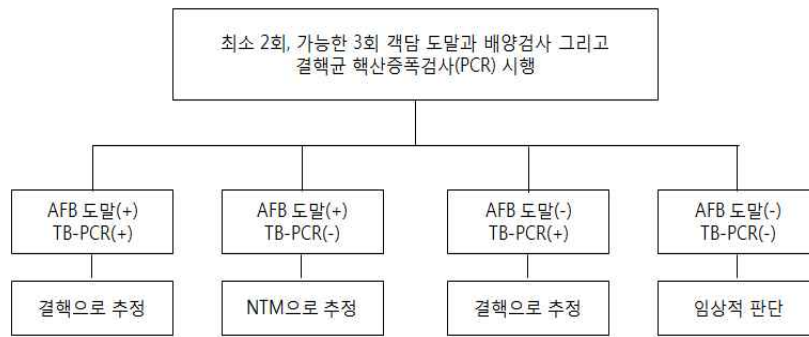 최소 2회, 가능한 3회 객담 도말과 배양검사 그리고
결핵균 핵산증폭검사(PCR) 시행
AFB 도말(+)
TB-PCR(+)
AFB 도말(+)
TB-PCR(-)
AFB 도말(-)
TB-PCR(+)
AFB 도말(-)
TB-PCR(-)
결핵으로 추정
NTM으로 추정
결핵으로 추정
임상적 판단